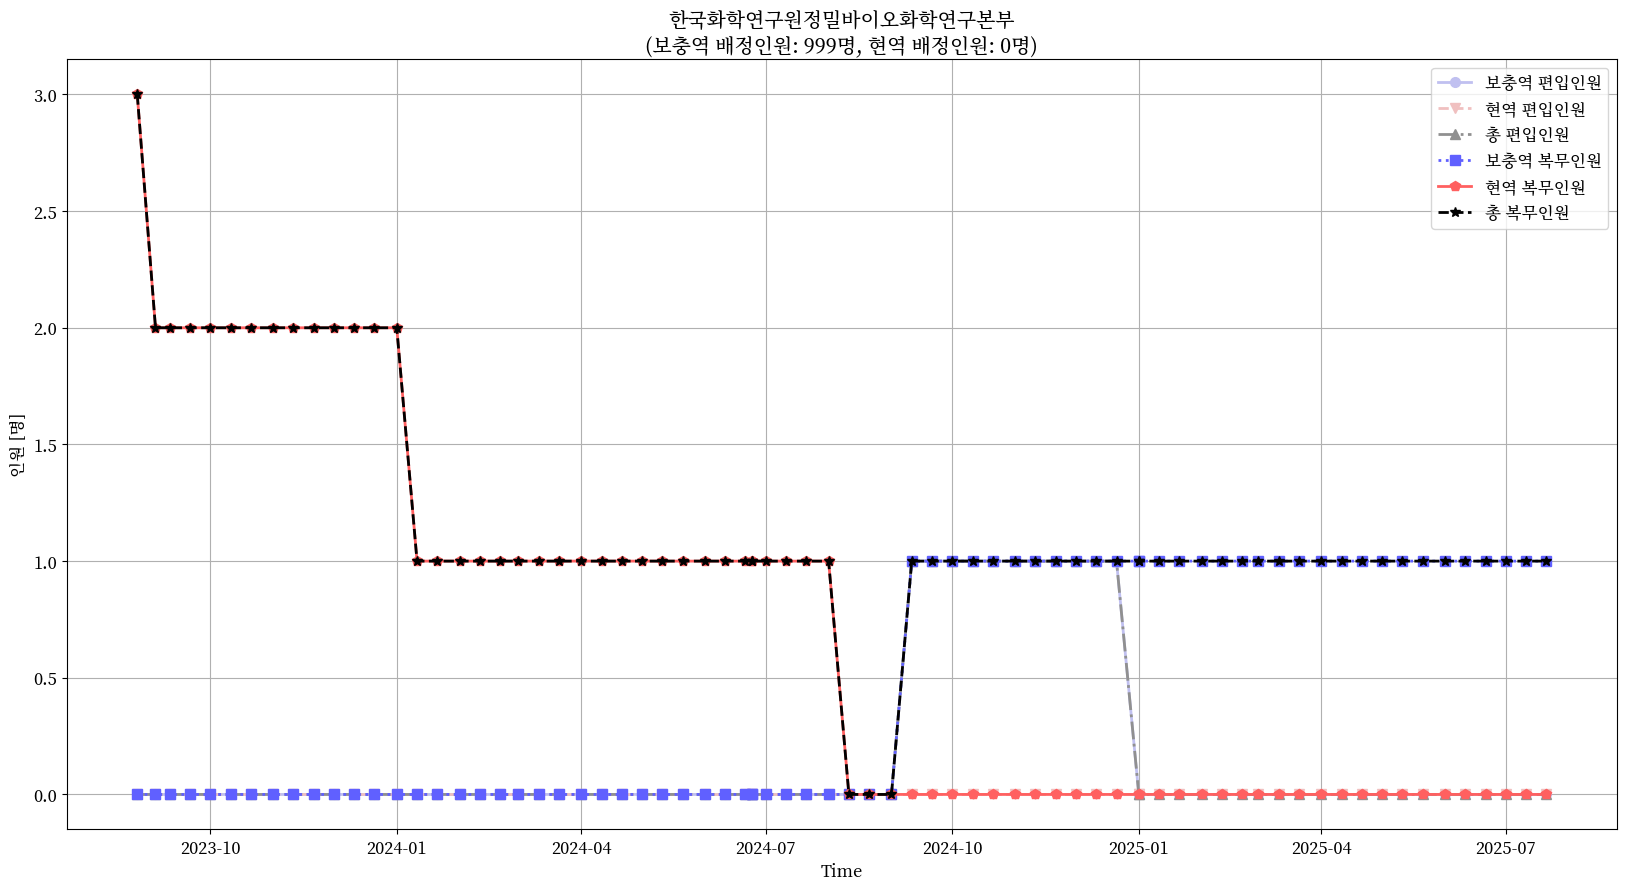 한국화학연구원정밀바이오화학연구본부
(보충역 배정인원: 999명, 현역 배정인원: 0명)
보충역 편입인원
현역 편입인원
총 편입인원
보충역 복무인원
현역 복무인원
총 복무인원
인원 [명]
3.0
2.5
2.0
1.5
1.0
0.5
0.0
2023-10
2024-01
2024-04
2024-07
2024-10
2025-01
2025-04
2025-07
Time